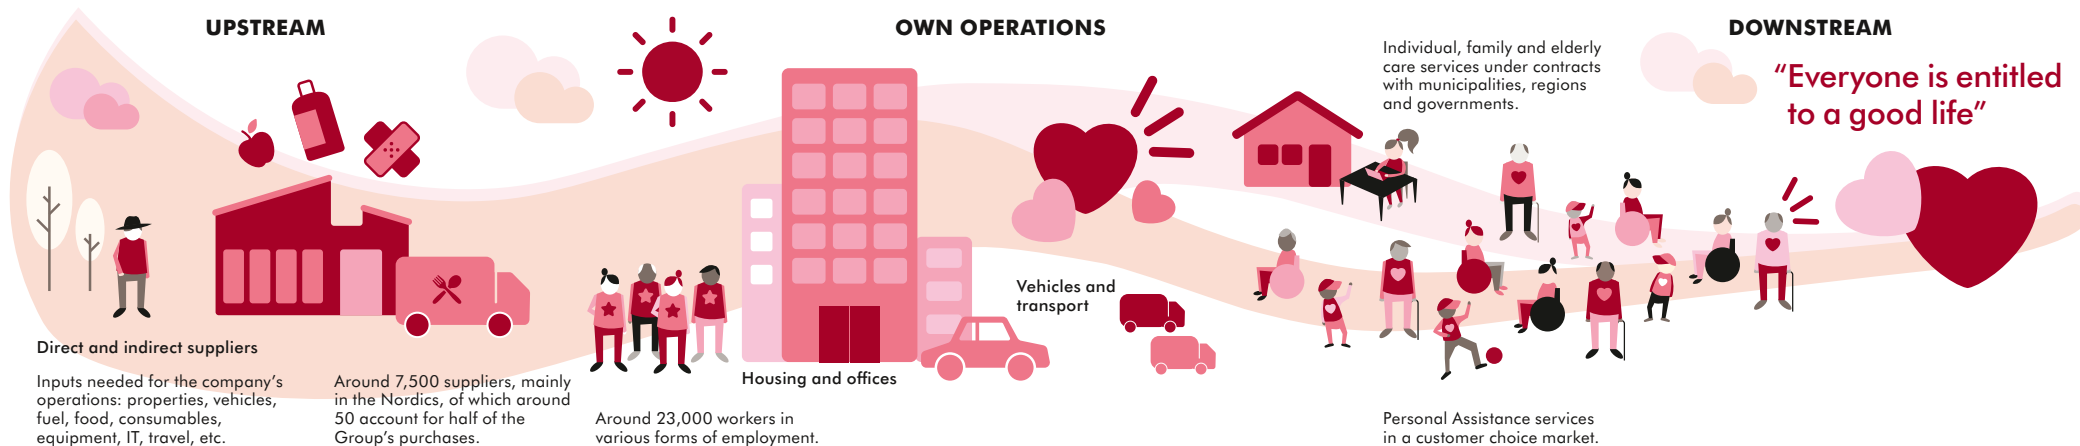 UPSTREAM
Direct and indirect suppliers
Inputs needed for the company's
operations: properties, vehicles,
fuel, food, consumables,
equipment, IT, travel, etc.
Around 7,500 suppliers, mainly
in the Nordics, of which around
50 account for half of the
Group's purchases.
OWN OPERATIONS
Around 23,000 workers in
various forms of employment.
Housing and offices
Vehicles and
transport
Individual, family and elderly
care services under contracts
with municipalities, regions
and governments.
Personal Assistance services
in a customer choice market.
DOWNSTREAM
“Everyone is entitled
to a good life”